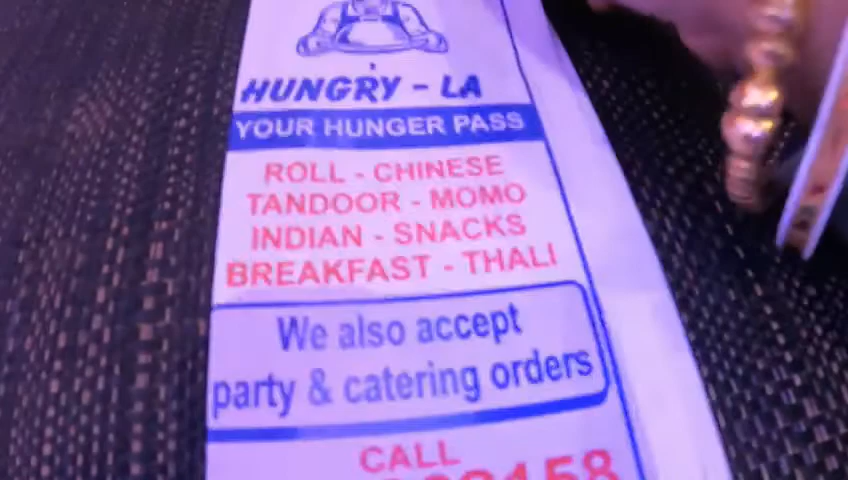 HUNGRY - LA
YOUR HUNGER PASS
ROLL - CHINESE
TANDOOR - MOMO
INDIAN - SNACKS
BREAKFAST - THALI
We also accept
party & catering orders
CALL